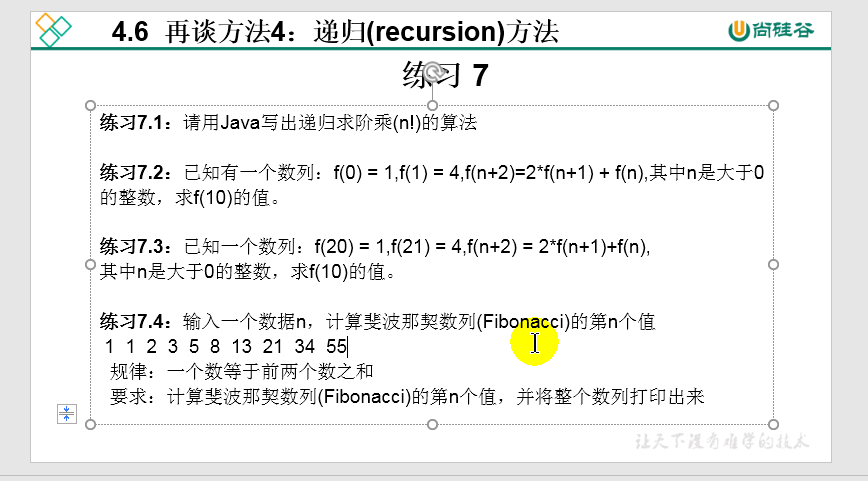 4.6 再谈方法4：递归(recursion)方法
尚硅谷
练习 7
练习7.1：请用Java写出递归求阶乘(n!)的算法
练习7.2：已知有一个数列：f(0) = 1,f(1) = 4,f(n+2)=2*f(n+1) + f(n),其中n是大于0
的整数，求f(10)的值。
练习7.3：已知一个数列：f(20) = 1,f(21) = 4,f(n+2) = 2*f(n+1)+f(n),
其中n是大于0的整数，求f(10)的值。
练习7.4：输入一个数据n，计算斐波那契数列(Fibonacci)的第n个值
1 1 2 3 5 8 13 21 34 55
规律：一个数等于前两个数之和
要求：计算斐波那契数列(Fibonacci)的第n个值，并将整个数列打印出来
让天下没有难学的技术